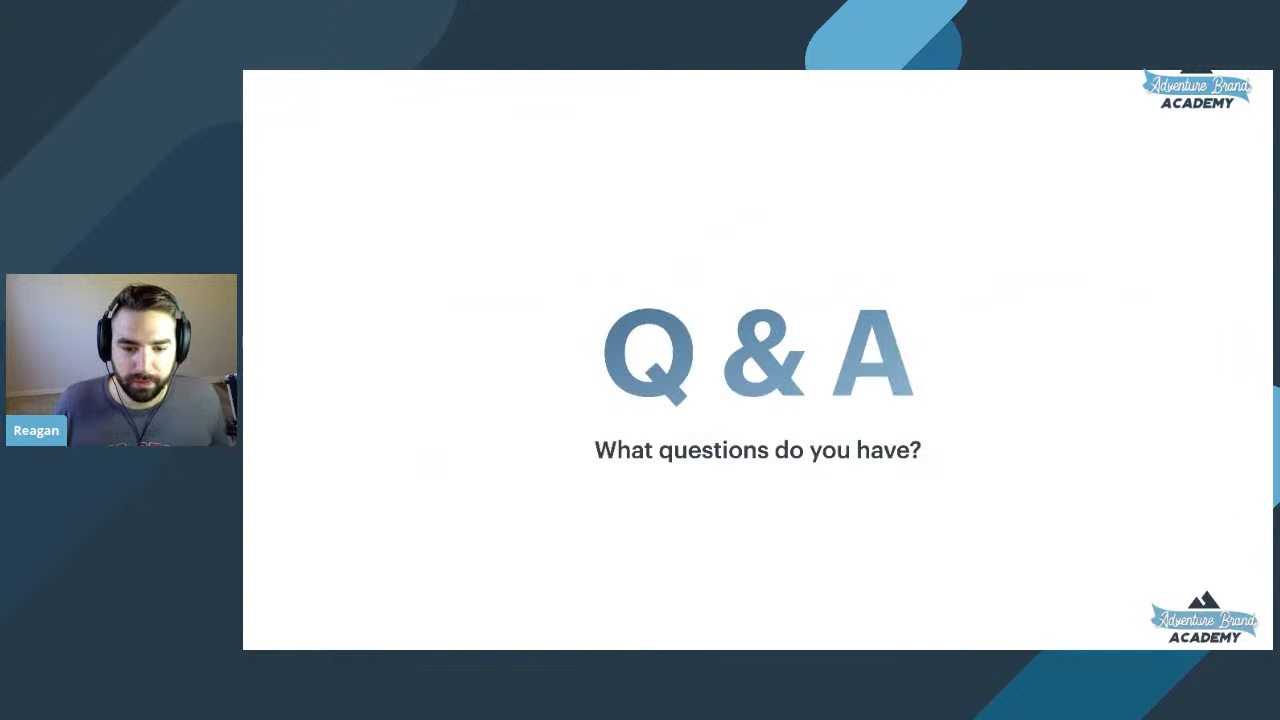 Adventure Brand
ACADEMY
Q & A
What questions do you have?
Reagan
Adventure Brand
ACADEMY